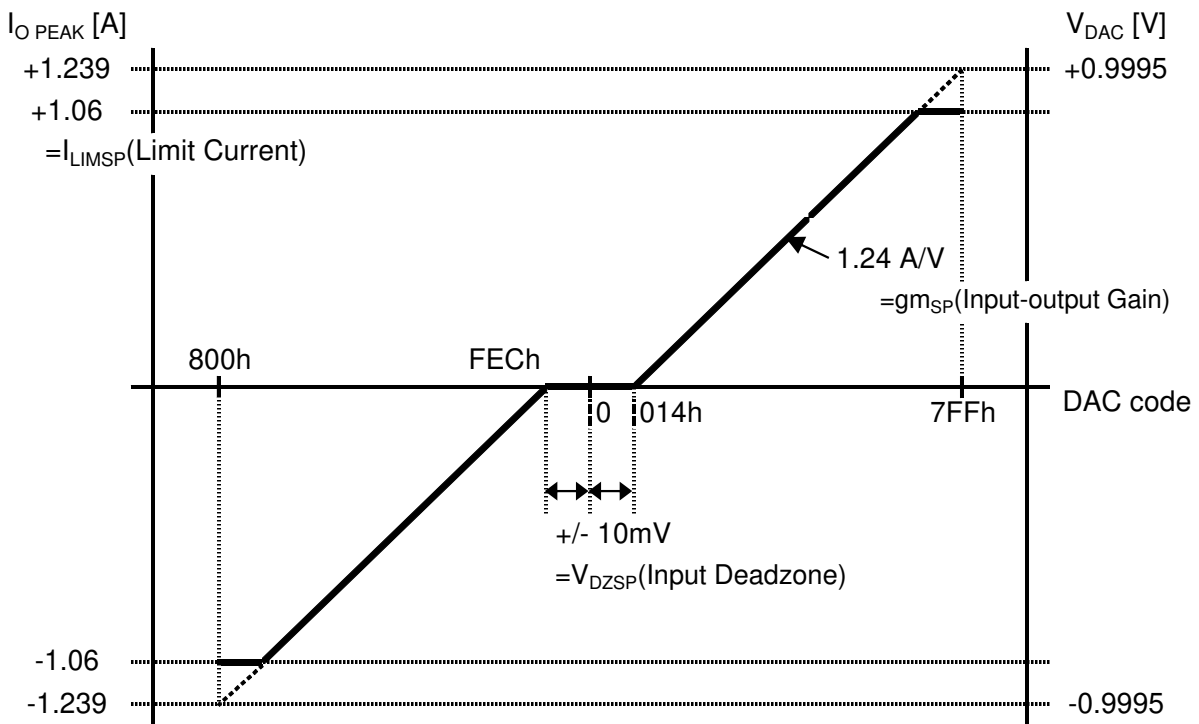 I_O PEAK [A]
V_DAC [V]
+1.239
+0.9995
+1.06
=I_LIMSP(Limit Current)
1.24 A/V
=gm_SP(Input-output Gain)
800h
FECh
0
014h
7FFh
DAC code
+/- 10mV
=V_DZSP(Input Deadzone)
-1.06
-1.239
-0.9995